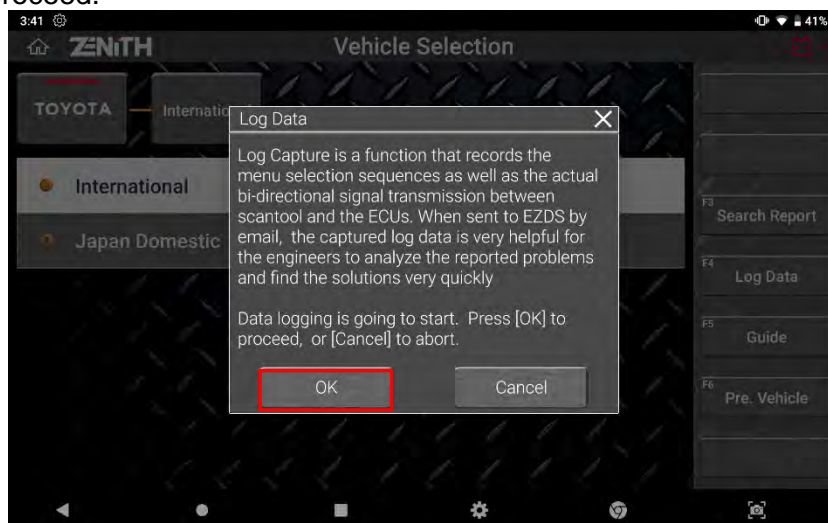 3:41
41%
ZENITH
Vehicle Selection
TOYOTA
Log Data
Log Capture is a function that records the
menu selection sequences as well as the actual
bi-directional signal transmission between
scantool and the ECUs. When sent to EZDS by
email, the captured log data is very helpful for
the engineers to analyze the reported problems
and find the solutions very quickly
Data logging is going to start. Press [OK] to
proceed, or [Cancel] to abort.
OK
Cancel
International
Japan Domestic
F3
Search Report
F4
Log Data
F5
Guide
F6
Pre. Vehicle